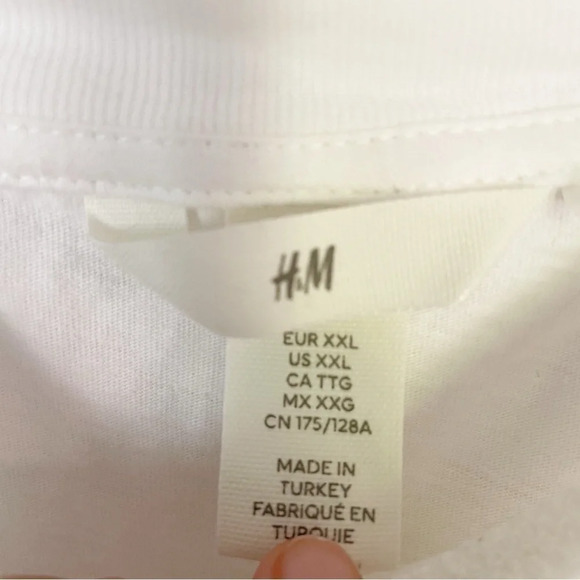 H&M
EUR XXL
US XXL
CA TTG
MX XXG
CN 175/128A
MADE IN
TURKEY
FABRIQUÉ EN
TURQUIE